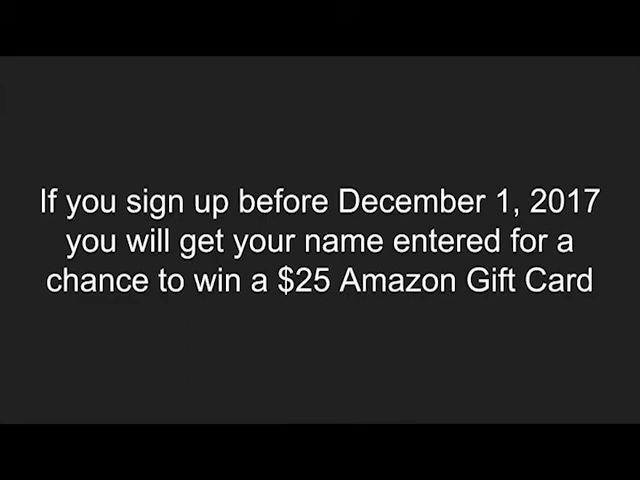 If you sign up before December 1, 2017
you will get your name entered for a
chance to win a $25 Amazon Gift Card